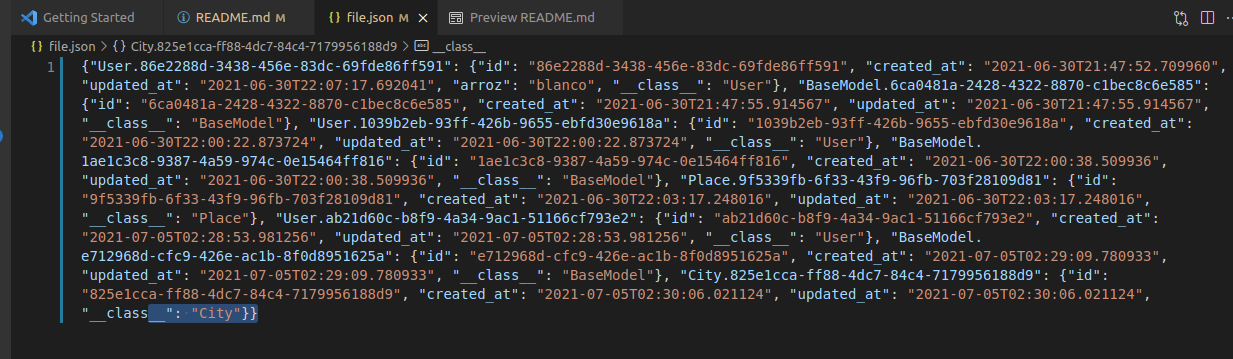 Getting Started
README.md M
{} file.json M
Preview README.md
{} file.json > {} City.825e1cca-ff88-4dc7-84c4-7179956188d9 > __class__
1 {"User.86e2288d-3438-456e-83dc-69fde86ff591": {"id": "86e2288d-3438-456e-83dc-69fde86ff591", "created_at": "2021-06-30T21:47:52.709960",
"updated_at": "2021-06-30T22:07:17.692041", "arroz": "blanco", "__class__": "User"}, "BaseModel.6ca0481a-2428-4322-8870-c1bec8c6e585":
{"id": "6ca0481a-2428-4322-8870-c1bec8c6e585", "created_at": "2021-06-30T21:47:55.914567", "updated_at": "2021-06-30T21:47:55.914567",
"__class__": "BaseModel"}, "User.1039b2eb-93ff-426b-9655-ebfd30e9618a": {"id": "1039b2eb-93ff-426b-9655-ebfd30e9618a", "created_at":
"2021-06-30T22:00:22.873724", "updated_at": "2021-06-30T22:00:22.873724", "__class__": "User"}, "BaseModel.
1ae1c3c8-9387-4a59-974c-0e15464ff816": {"id": "1ae1c3c8-9387-4a59-974c-0e15464ff816", "created_at": "2021-06-30T22:00:38.509936",
"updated_at": "2021-06-30T22:00:38.509936", "__class__": "BaseModel"}, "Place.9f5339fb-6f33-43f9-96fb-703f28109d81": {"id":
"9f5339fb-6f33-43f9-96fb-703f28109d81", "created_at": "2021-06-30T22:03:17.248016", "updated_at": "2021-06-30T22:03:17.248016",
"__class__": "Place"}, "User.ab21d60c-b8f9-4a34-9ac1-51166cf793e2": {"id": "ab21d60c-b8f9-4a34-9ac1-51166cf793e2", "created_at":
"2021-07-05T02:28:53.981256", "updated_at": "2021-07-05T02:28:53.981256", "__class__": "User"}, "BaseModel.
e712968d-cfc9-426e-ac1b-8f0d8951625a": {"id": "e712968d-cfc9-426e-ac1b-8f0d8951625a", "created_at": "2021-07-05T02:29:09.780933",
"updated_at": "2021-07-05T02:29:09.780933", "__class__": "BaseModel"}, "City.825e1cca-ff88-4dc7-84c4-7179956188d9": {"id":
"825e1cca-ff88-4dc7-84c4-7179956188d9", "created_at": "2021-07-05T02:30:06.021124", "updated_at": "2021-07-05T02:30:06.021124",
"__class__": "City"}}